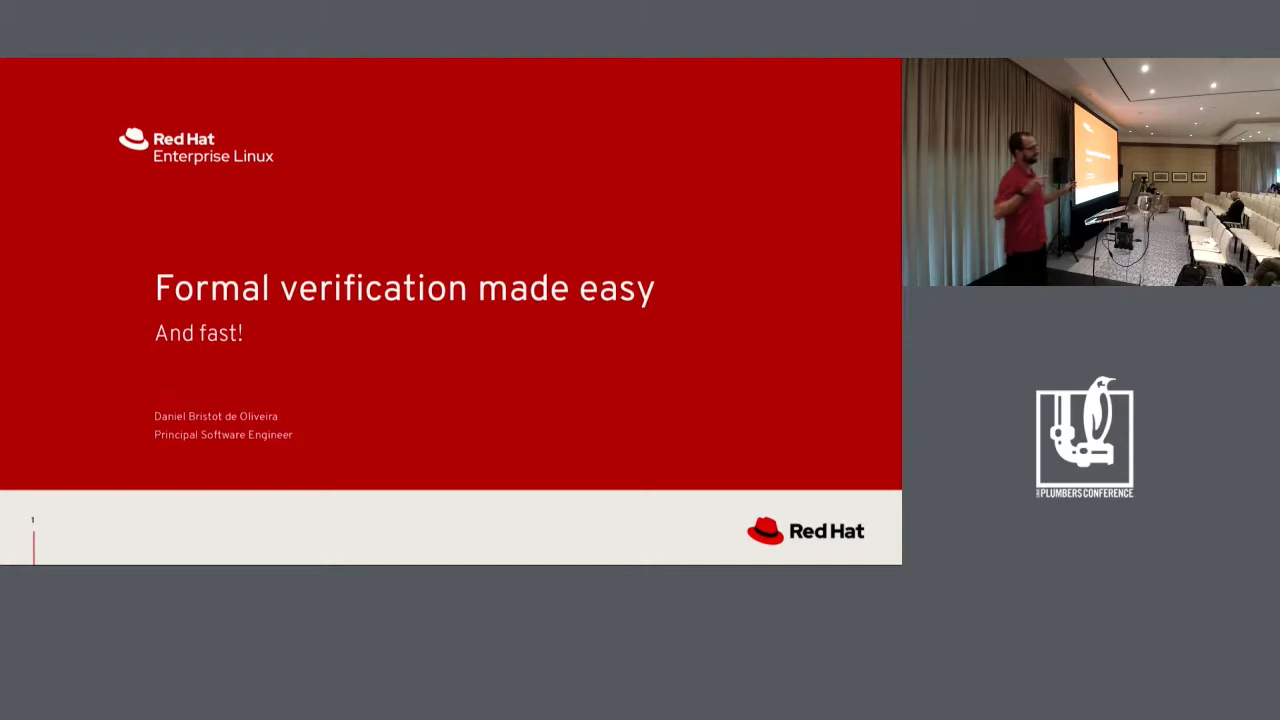 Red Hat
Enterprise Linux
Formal verification made easy
And fast!
Daniel Bristot de Oliveira
Principal Software Engineer
1
Red Hat
PLUMBERS CONFERENCE